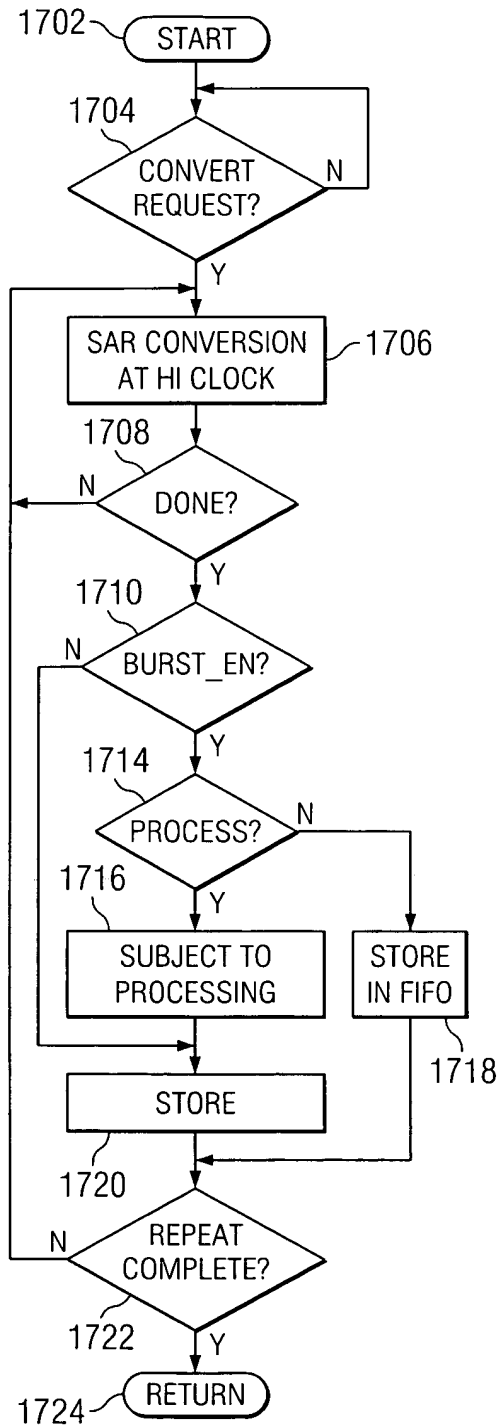 1702
START
1704
CONVERT
REQUEST?
N
Y
SAR CONVERSION
AT HI CLOCK
1706
1708
N
DONE?
Y
1710
N
BURST_EN?
Y
1714
PROCESS?
N
Y
1716
SUBJECT TO
PROCESSING
STORE
IN FIFO
1718
STORE
1720
N
REPEAT
COMPLETE?
1722
Y
RETURN
1724